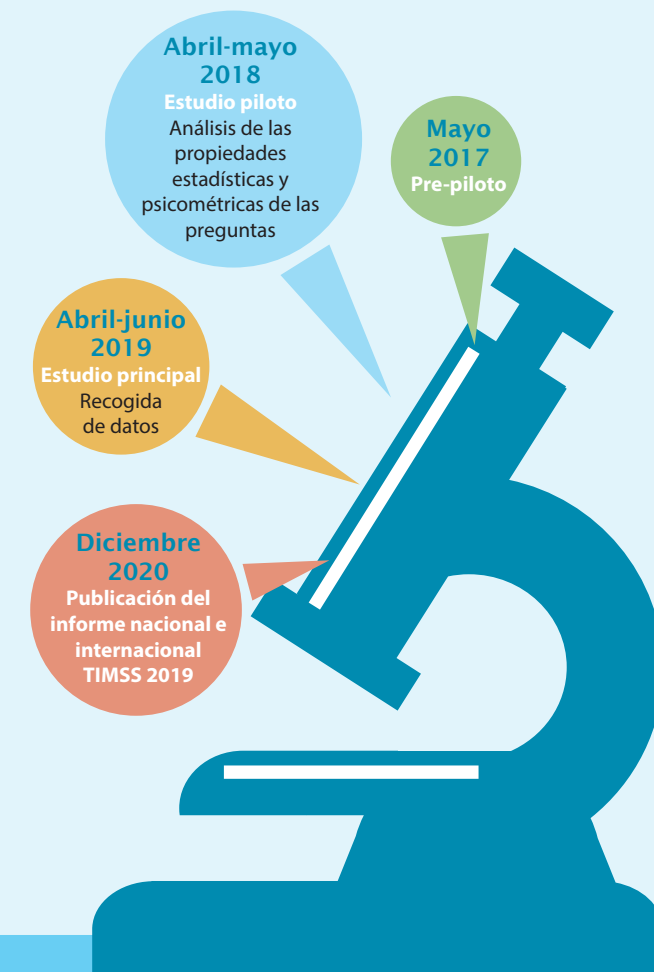 Abril-mayo
2018
Estudio piloto
Análisis de las
propiedades
estadísticas y
psicométricas de las
preguntas
Mayo
2017
Pre-piloto
Abril-junio
2019
Estudio principal
Recogida
de datos
Diciembre
2020
Publicación del
informe nacional e
internacional
TIMSS 2019